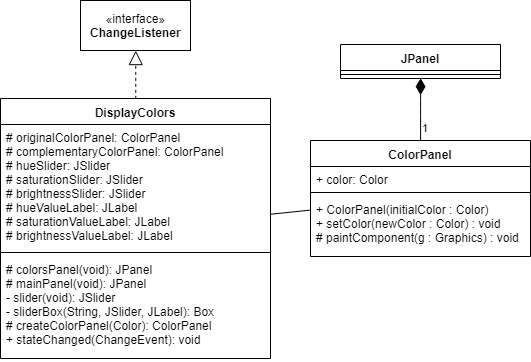 «interface»
ChangeListener
DisplayColors
# originalColorPanel: ColorPanel
# complementaryColorPanel: ColorPanel
# hueSlider: JSlider
# saturationSlider: JSlider
# brightnessSlider: JSlider
# hueValueLabel: JLabel
# saturationValueLabel: JLabel
# brightnessValueLabel: JLabel
# colorsPanel(void): JPanel
# mainPanel(void): JPanel
- slider(void): JSlider
- sliderBox(String, JSlider, JLabel): Box
# createColorPanel(Color): ColorPanel
+ stateChanged(ChangeEvent): void
JPanel
1
ColorPanel
+ color: Color
+ ColorPanel(initialColor : Color)
+ setColor(newColor : Color) : void
# paintComponent(g : Graphics) : void